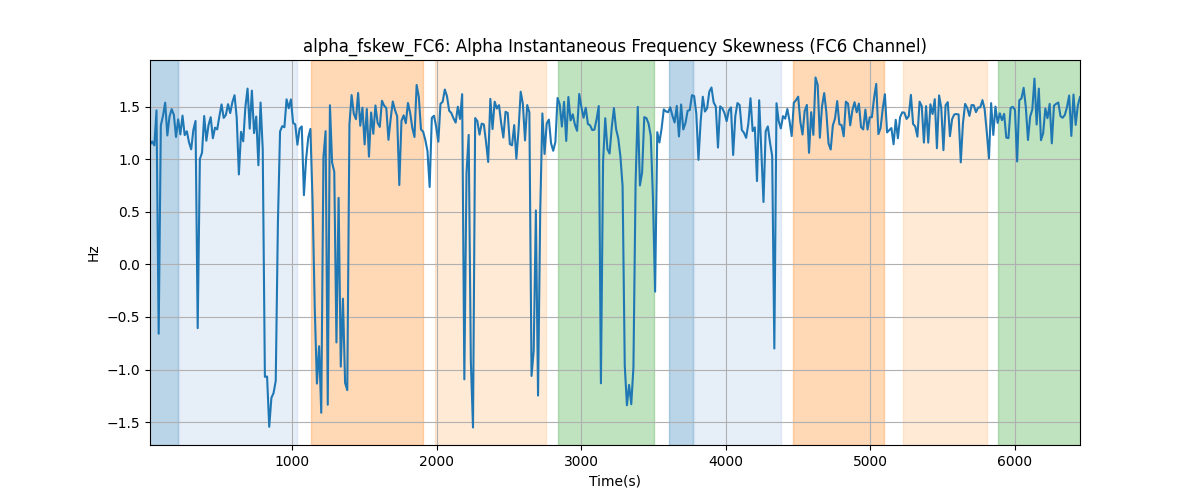 alpha_fskew_FC6: Alpha Instantaneous Frequency Skewness (FC6 Channel)
Hz
1.5
1.0
0.5
0.0
−0.5
−1.0
−1.5
1000 2000 3000 4000 5000 6000
Time(s)